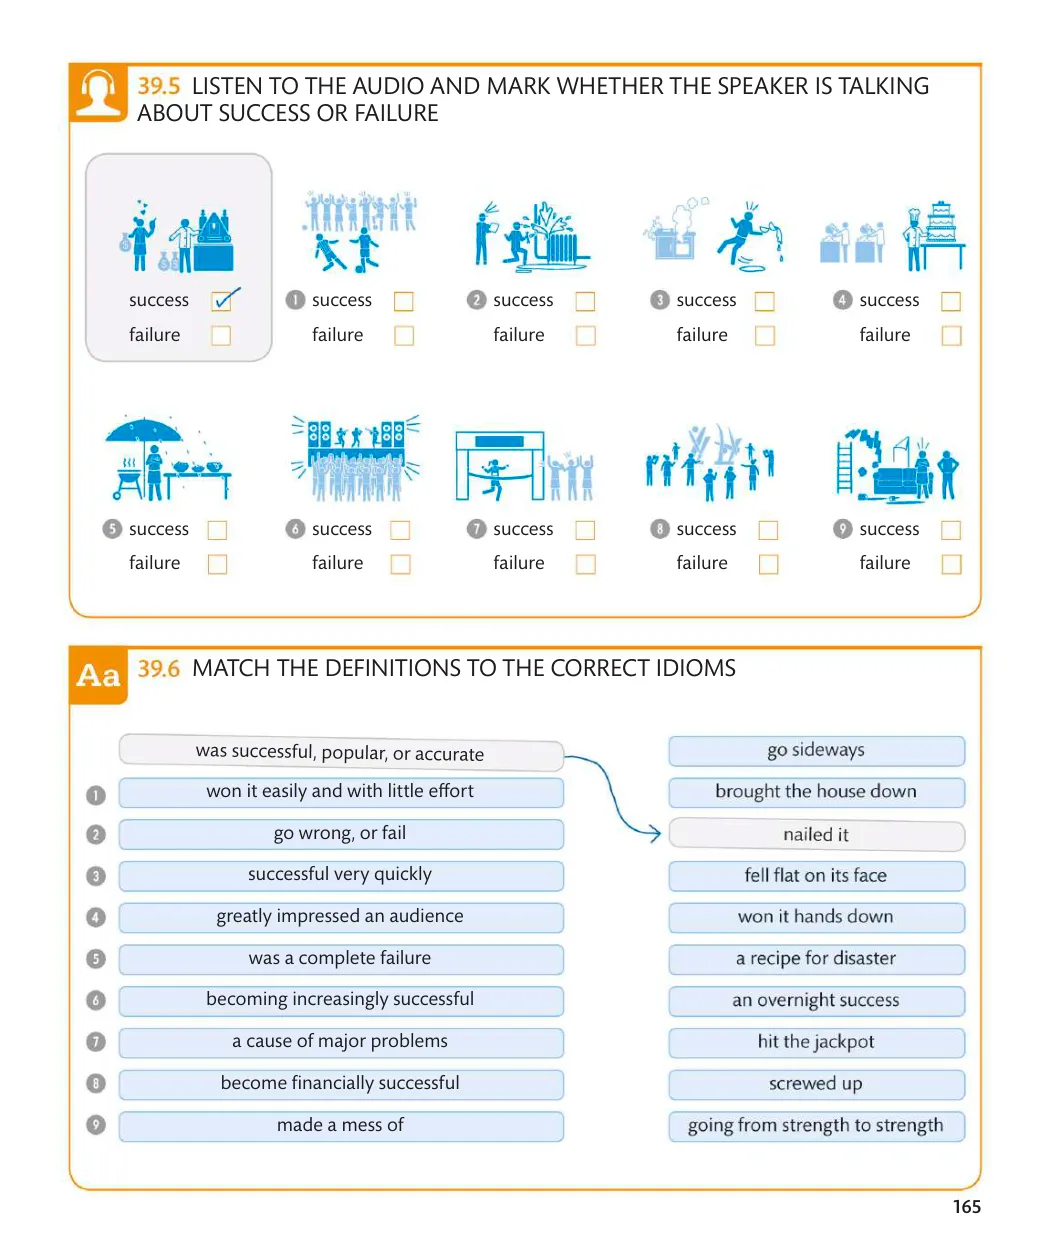 39.5 LISTEN TO THE AUDIO AND MARK WHETHER THE SPEAKER IS TALKING
ABOUT SUCCESS OR FAILURE
success
failure
1 success
failure
2 success
failure
3 success
failure
4 success
failure
5 success
failure
6 success
failure
7 success
failure
8 success
failure
9 success
failure
Aa 39.6 MATCH THE DEFINITIONS TO THE CORRECT IDIOMS
was successful, popular, or accurate
1 won it easily and with little effort
2 go wrong, or fail
3 successful very quickly
4 greatly impressed an audience
5 was a complete failure
6 becoming increasingly successful
7 a cause of major problems
8 become financially successful
9 made a mess of
go sideways
brought the house down
nailed it
fell flat on its face
won it hands down
a recipe for disaster
an overnight success
hit the jackpot
screwed up
going from strength to strength
165